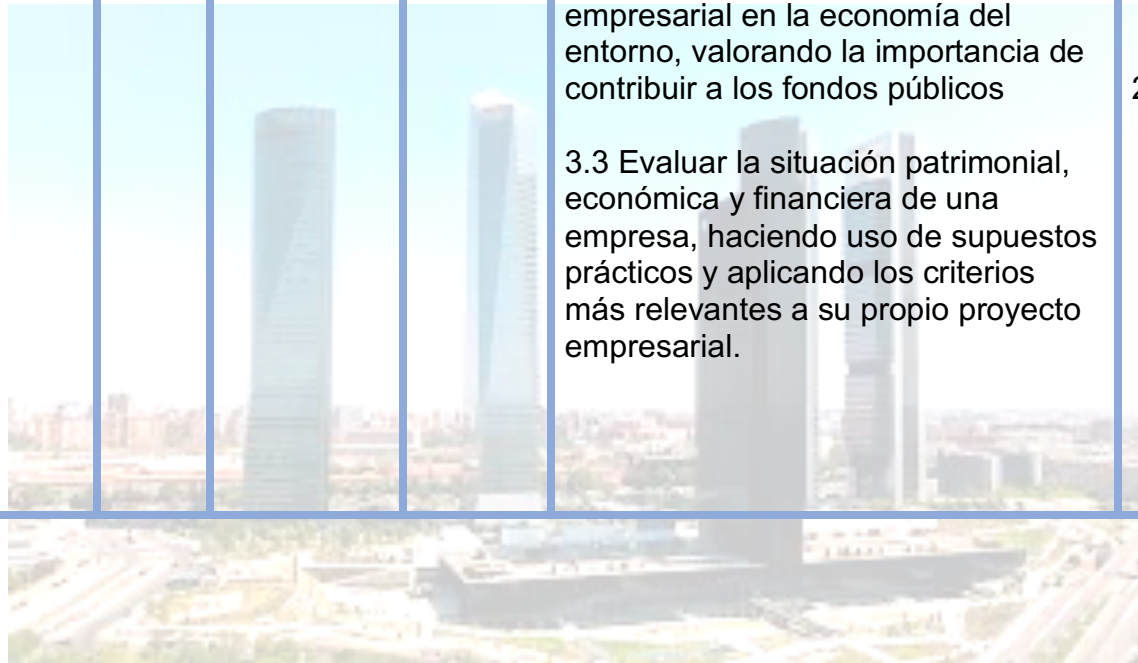 empresarial en la economía del
entorno, valorando la importancia de
contribuir a los fondos públicos
3.3 Evaluar la situación patrimonial,
económica y financiera de una
empresa, haciendo uso de supuestos
prácticos y aplicando los criterios
más relevantes a su propio proyecto
empresarial.